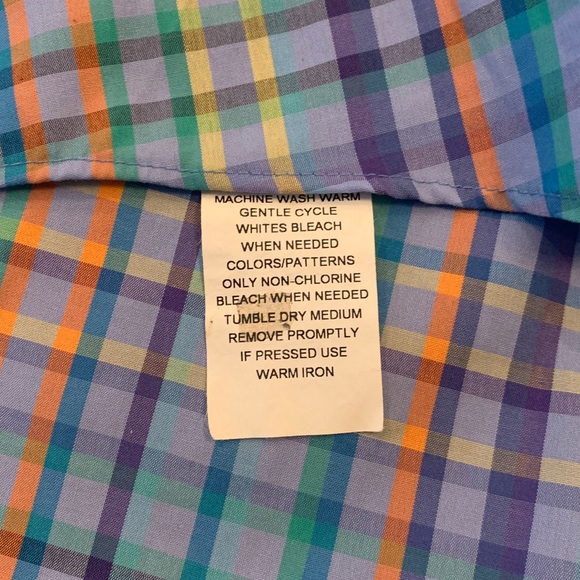 MACHINE WASH WARM
GENTLE CYCLE
WHITES BLEACH
WHEN NEEDED
COLORS/PATTERNS
ONLY NON-CHLORINE
BLEACH WHEN NEEDED
TUMBLE DRY MEDIUM
REMOVE PROMPTLY
IF PRESSED USE
WARM IRON